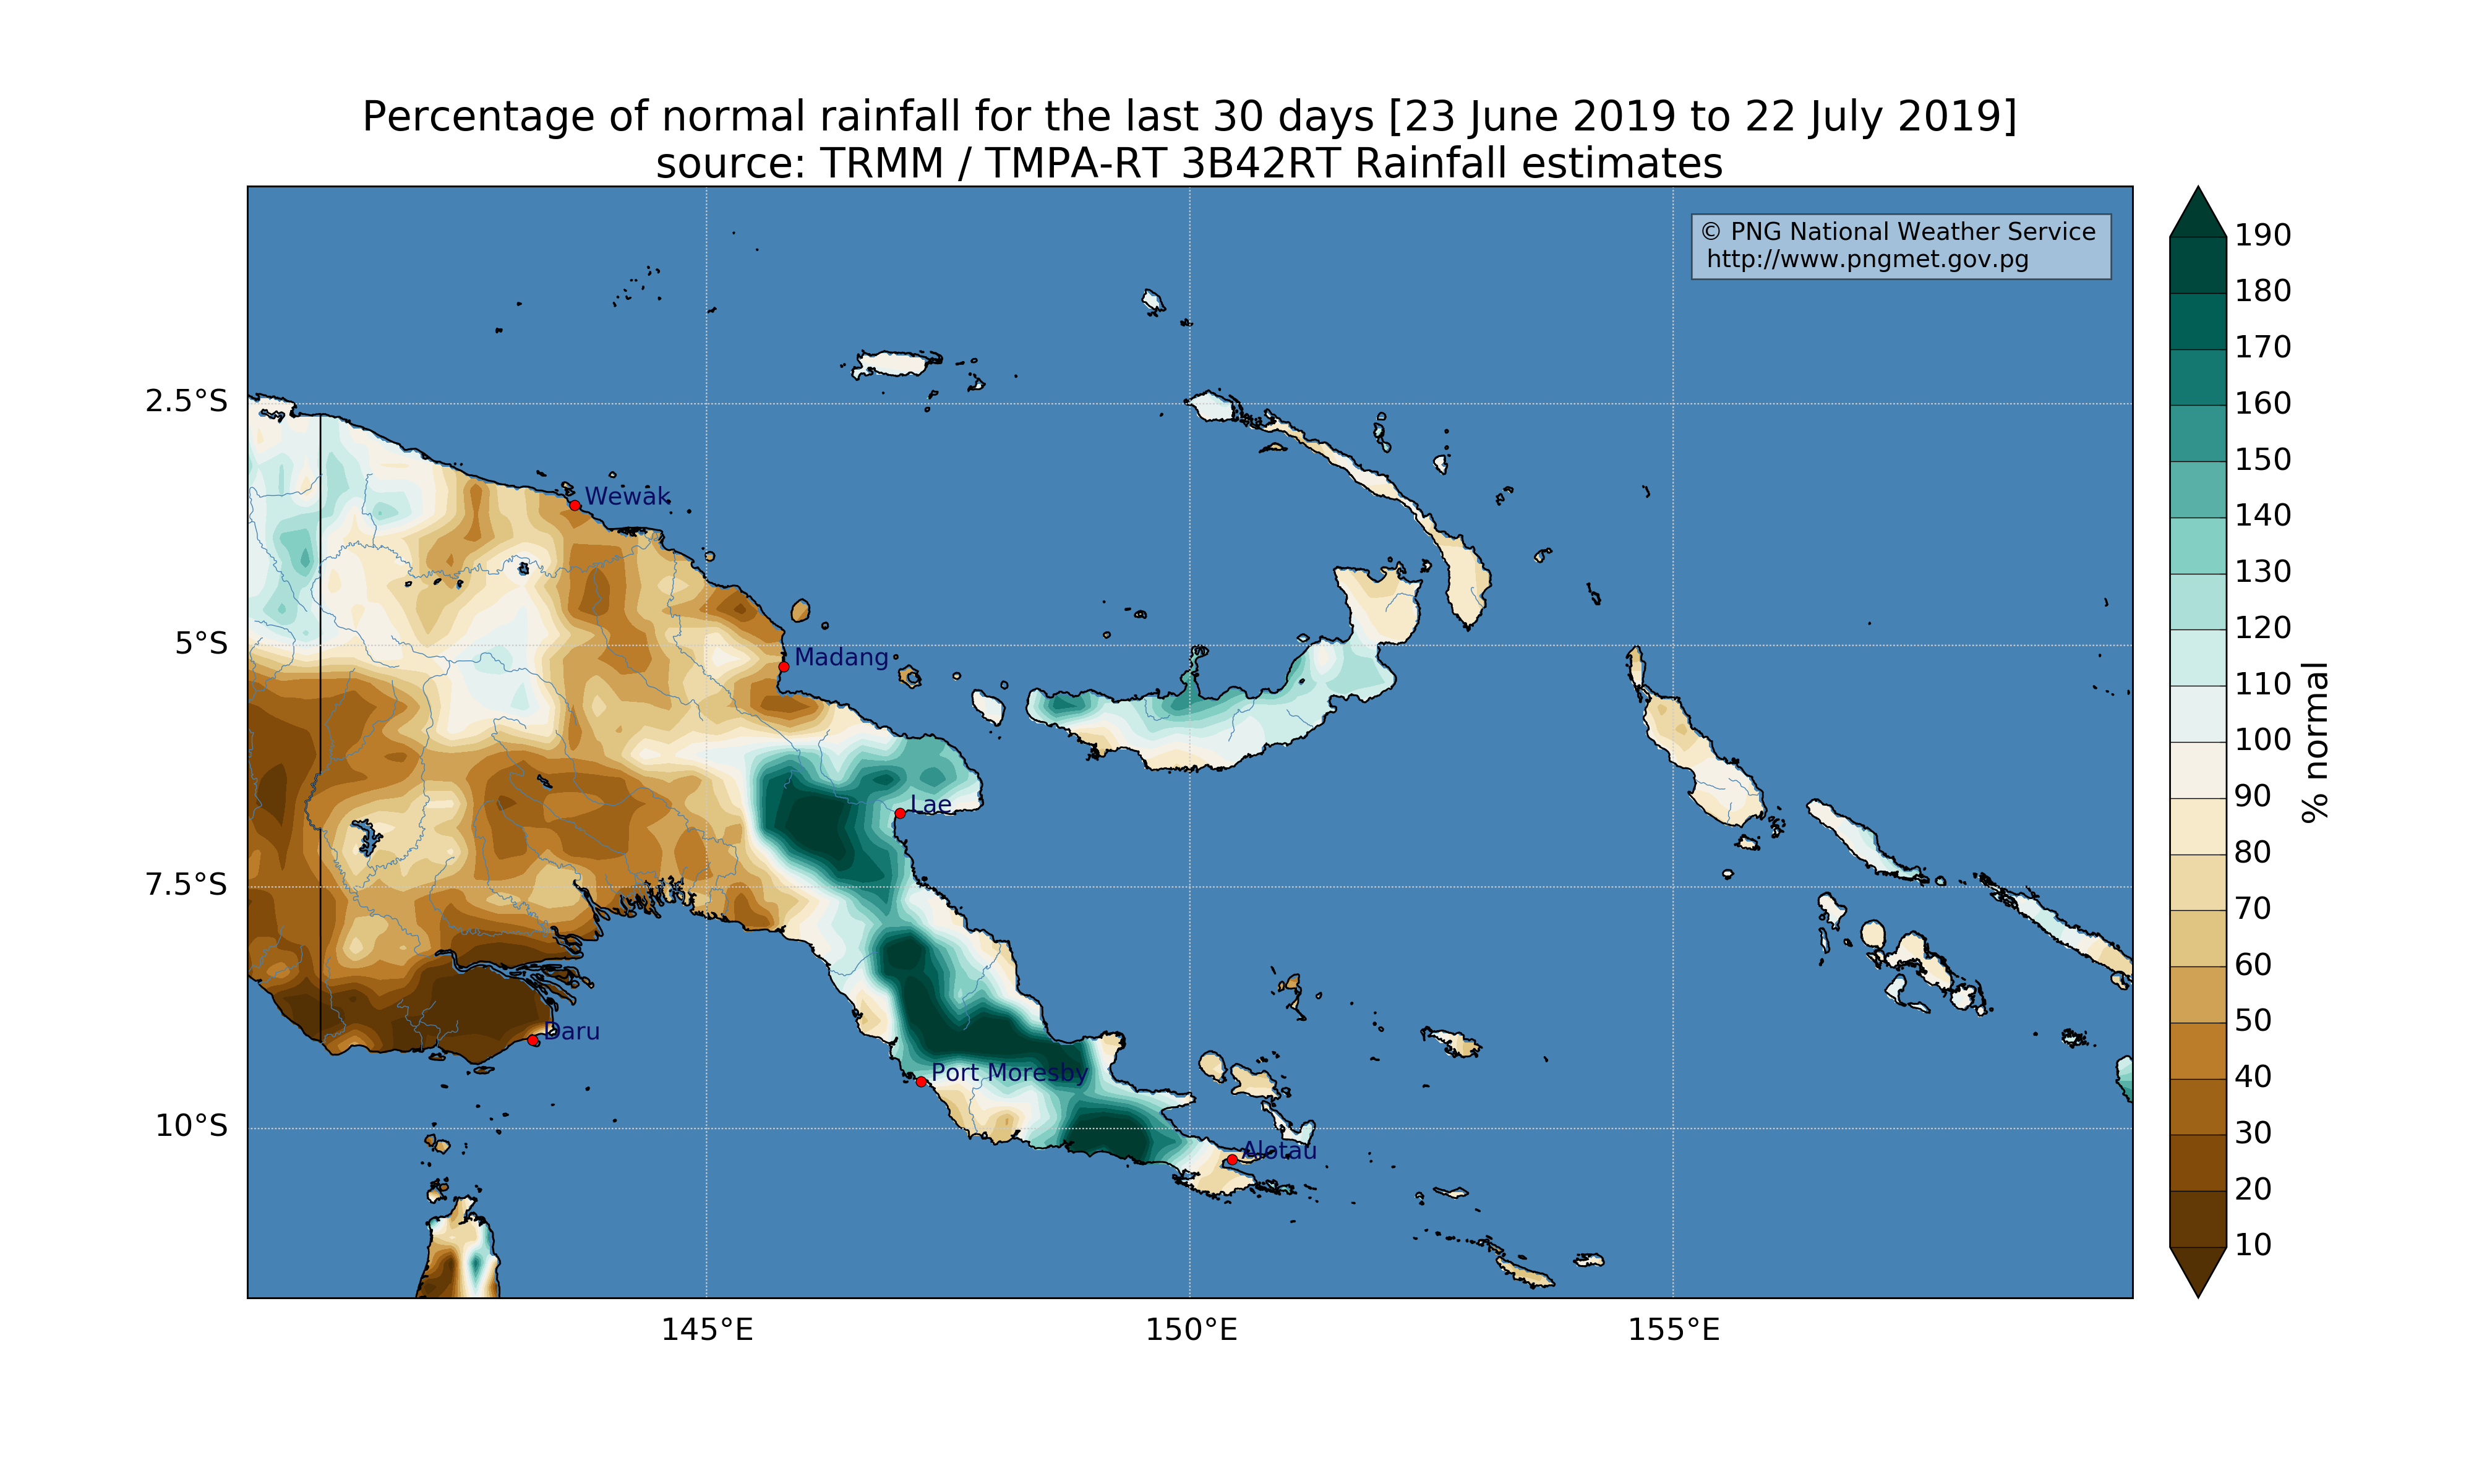 Percentage of normal rainfall for the last 30 days [23 June 2019 to 22 July 2019]
source: TRMM / TMPA-RT 3B42RT Rainfall estimates
© PNG National Weather Service
http://www.pngmet.gov.pg
2.5°S
5°S
7.5°S
10°S
Wewak
Madang
Lae
Daru
Port Moresby
Alotau
145°E
150°E
155°E
190
180
170
160
150
140
130
120
110
100
90
80
70
60
50
40
30
20
10
% normal